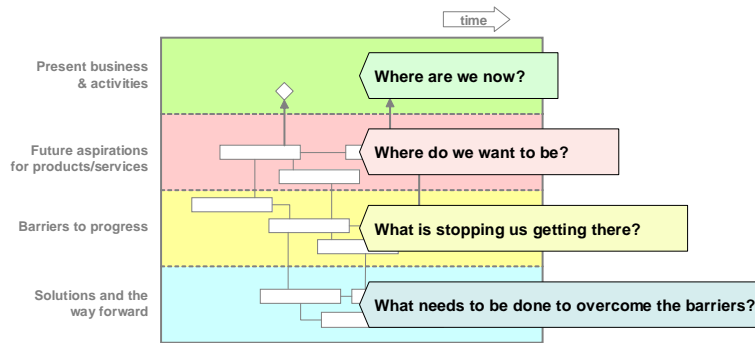 time
Present business
& activities
Where are we now?
Future aspirations
for products/services
Where do we want to be?
Barriers to progress
What is stopping us getting there?
Solutions and the
way forward
What needs to be done to overcome the barriers?